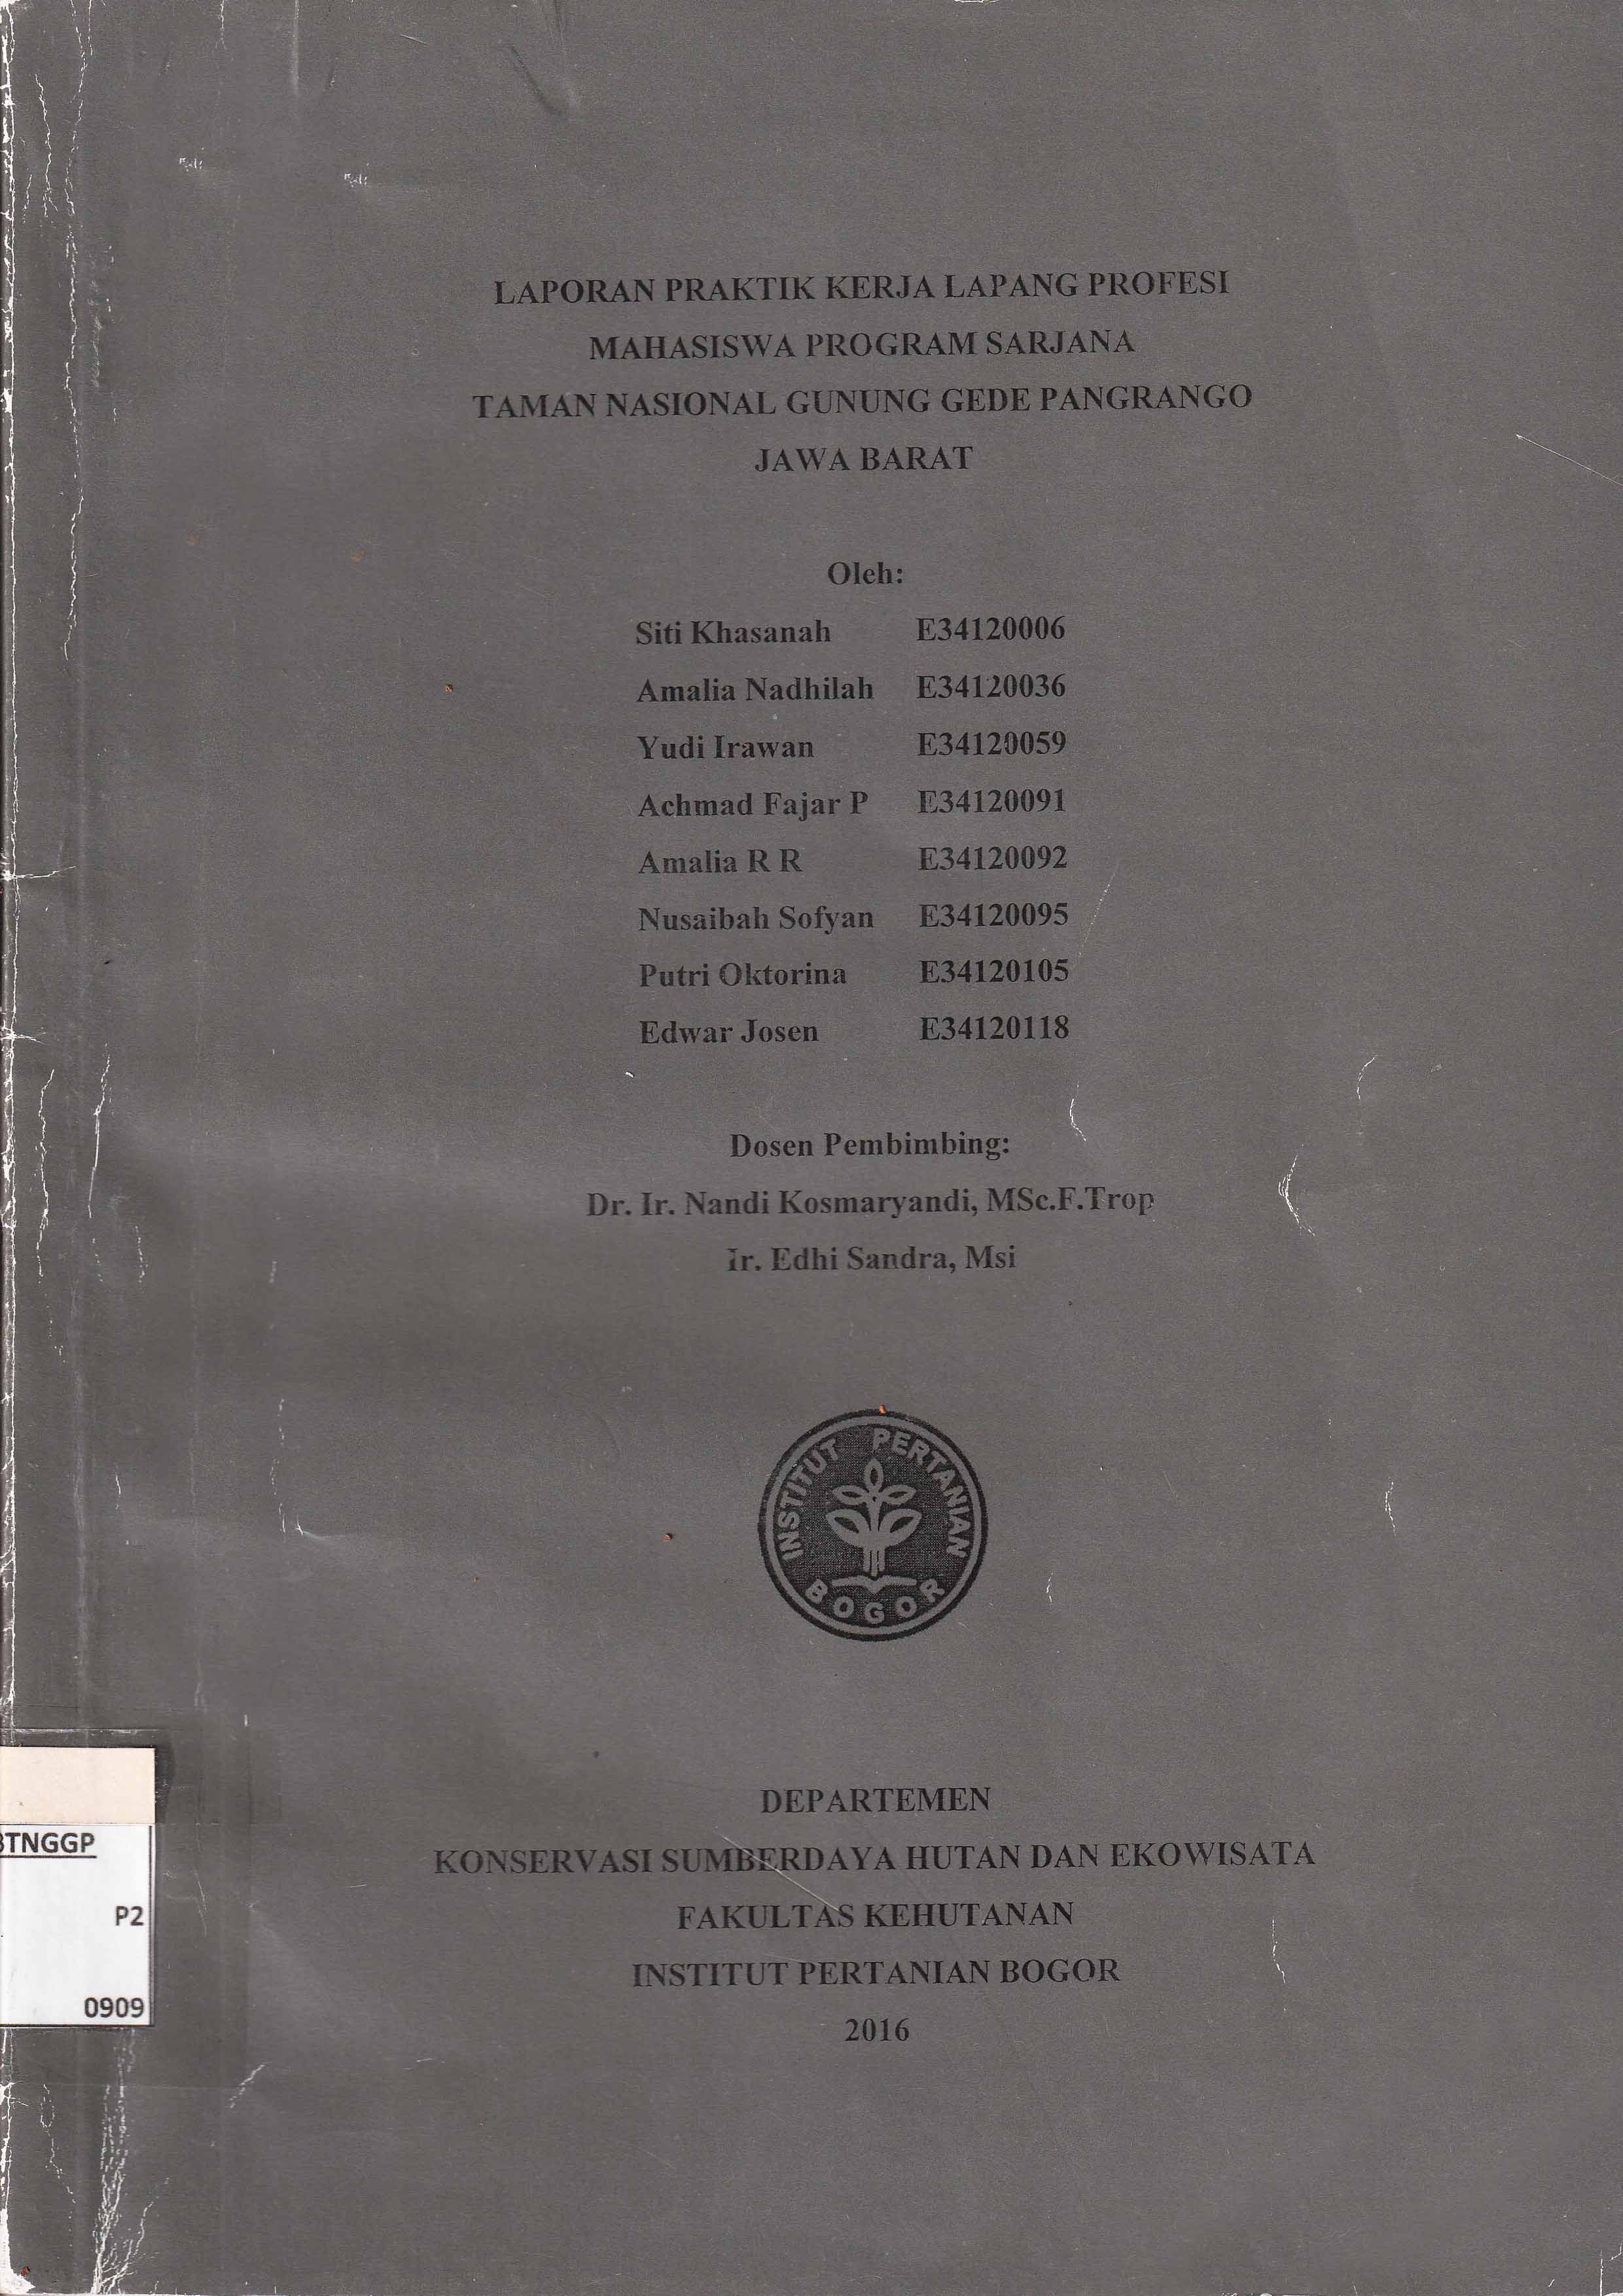 LAPORAN PRAKTIK KERJA LAPANG PROFESI
MAHASISWA PROGRAM SARJANA
TAMAN NASIONAL GUNUNG GEDE PANGRANGO
JAWA BARAT
Oleh:
Siti Khasanah E34120006
Amalia Nadhilah E34120036
Yudi Irawan E34120059
Achmad Fajar P E34120091
Amalia R R E34120092
Nusaibah Sofyan E34120095
Putri Oktorina E34120105
Edwar Josen E34120118
Dosen Pembimbing:
Dr. Ir. Nandi Kosmaryandi, MSc.F.Trop
Ir. Edhi Sandra, Msi
INSTITUT PERTANIAN
BOGOR
DEPARTEMEN
KONSERVASI SUMBERDAYA HUTAN DAN EKOWISATA
FAKULTAS KEHUTANAN
INSTITUT PERTANIAN BOGOR
2016
BTNGGP
P2
0909